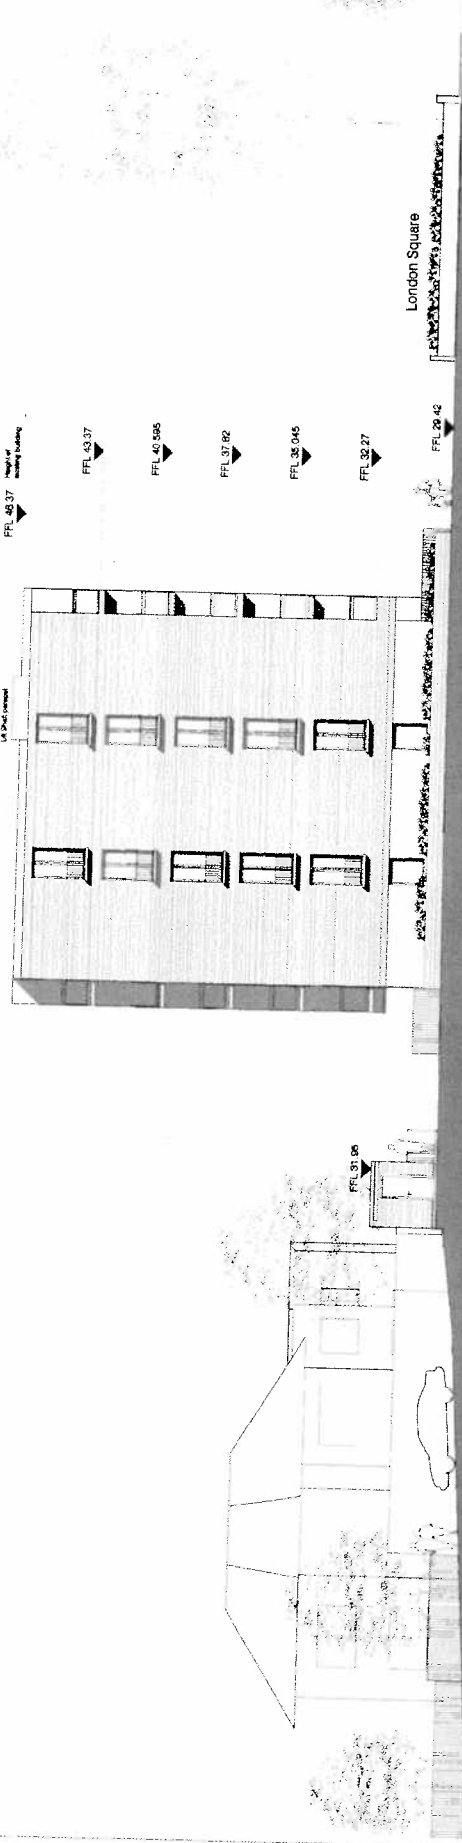 Lift Shaft parapet
FFL 46.37
Height of
existing building
FFL 43.37
FFL 40.595
FFL 37.82
FFL 35.045
FFL 32.27
FFL 29.42
London Square
FFL 31.95